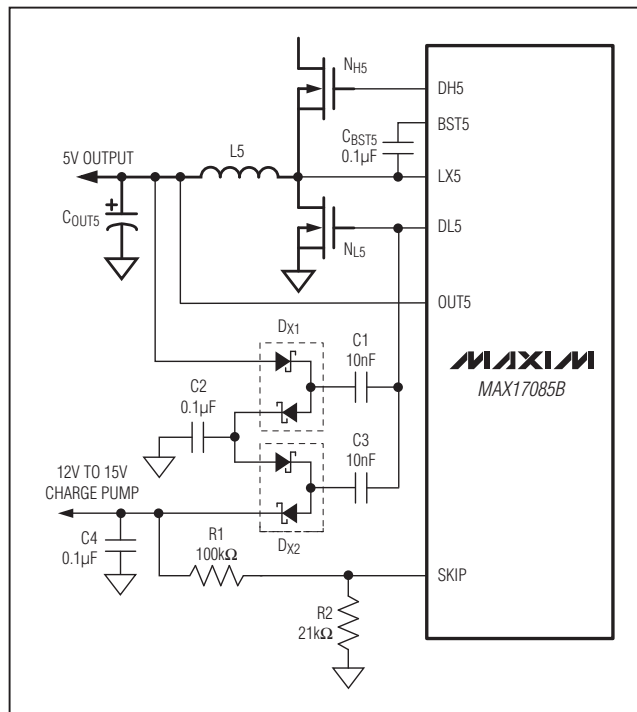 NH5
DH5
BST5
CBST5
0.1µF
L5
5V OUTPUT
LX5
COUT5
+
DL5
NL5
OUT5
DX1
C1
10nF
MAXIM
MAX17085B
C2
0.1µF
C3
10nF
12V TO 15V
CHARGE PUMP
DX2
C4
0.1µF
R1
100kΩ
SKIP
R2
21kΩ